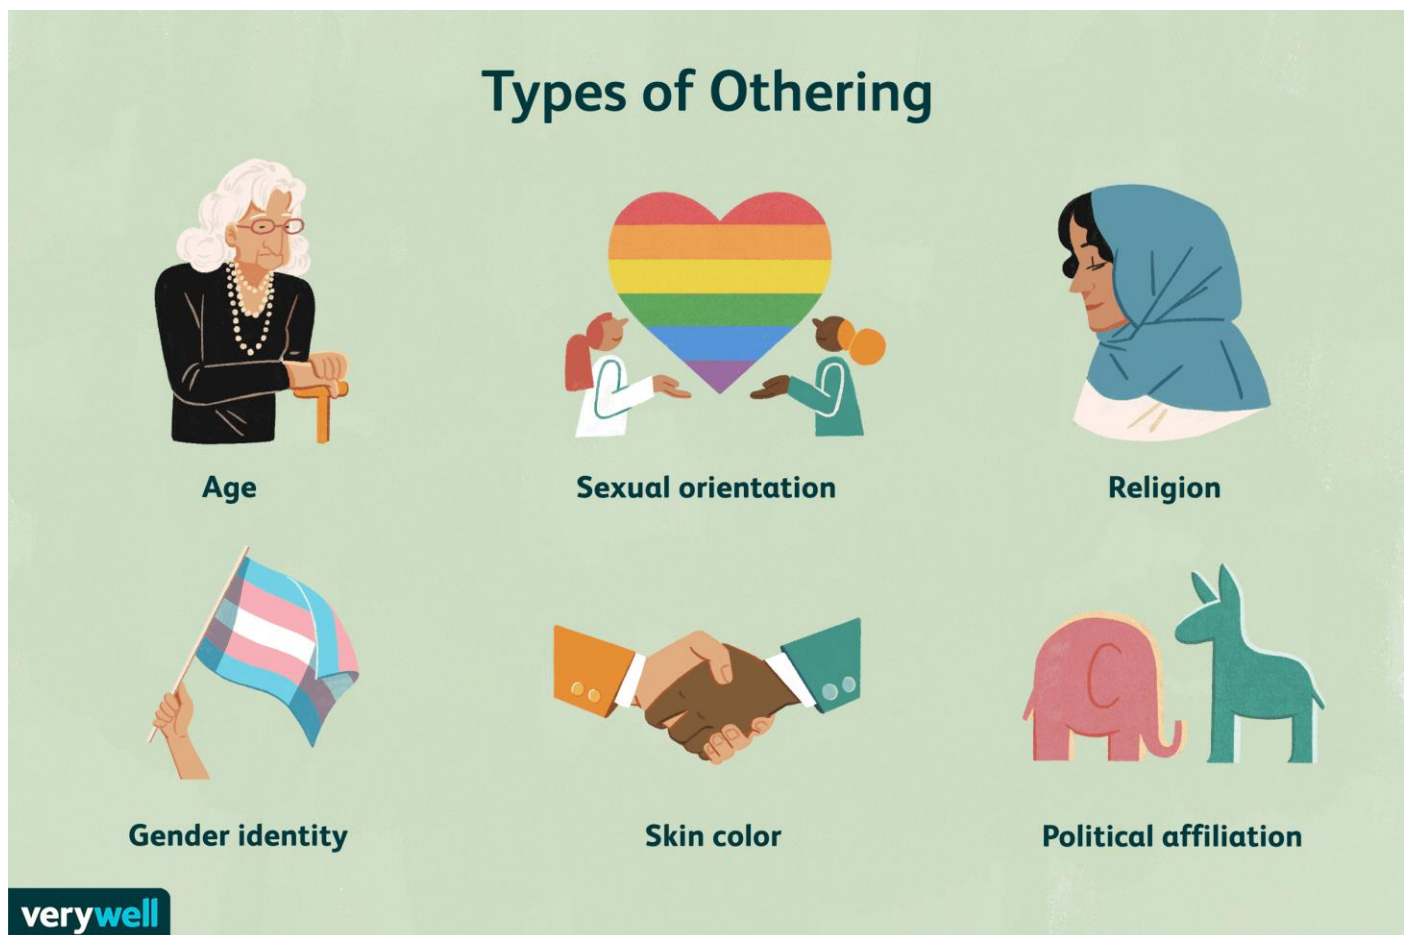 Types of Othering
Age
Sexual orientation
Religion
Gender identity
Skin color
Political affiliation
verywell